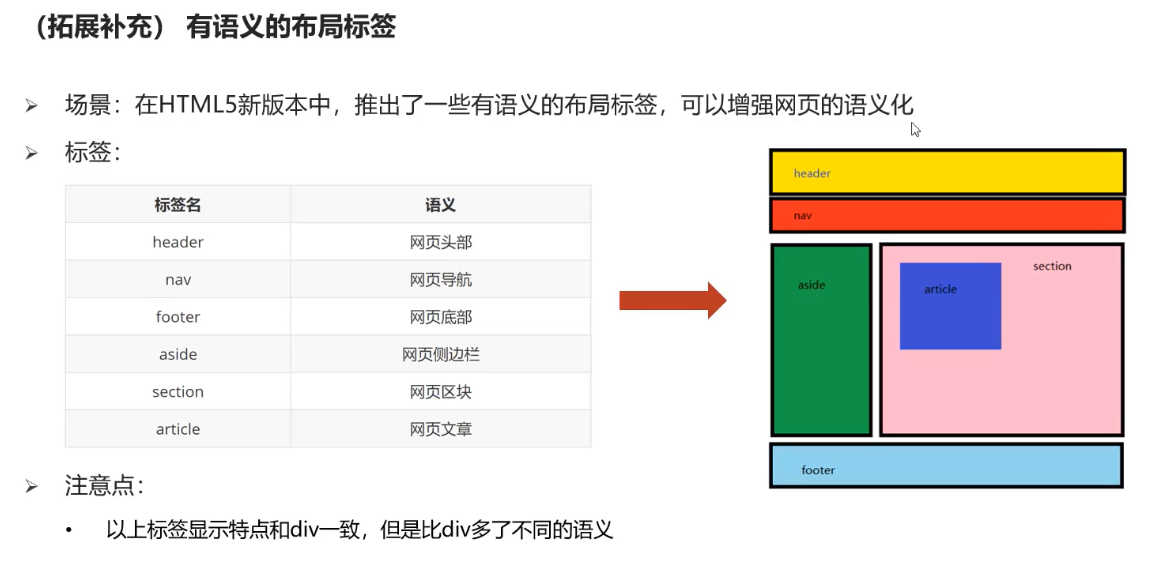 （拓展补充） 有语义的布局标签
场景：在HTML5新版本中，推出了一些有语义的布局标签，可以增强网页的语义化
标签：
标签名 语义
header 网页头部
nav 网页导航
footer 网页底部
aside 网页侧边栏
section 网页区块
article 网页文章
header
nav
aside
section
article
footer
注意点：
以上标签显示特点和div一致，但是比div多了不同的语义